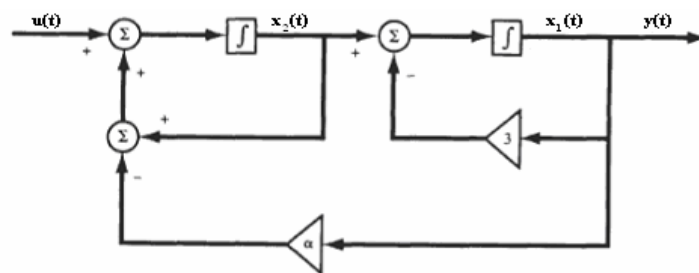 u(t) x₂(t) x₁(t) y(t)
Σ ∫ Σ ∫
+ + + −
Σ + 3
−
α